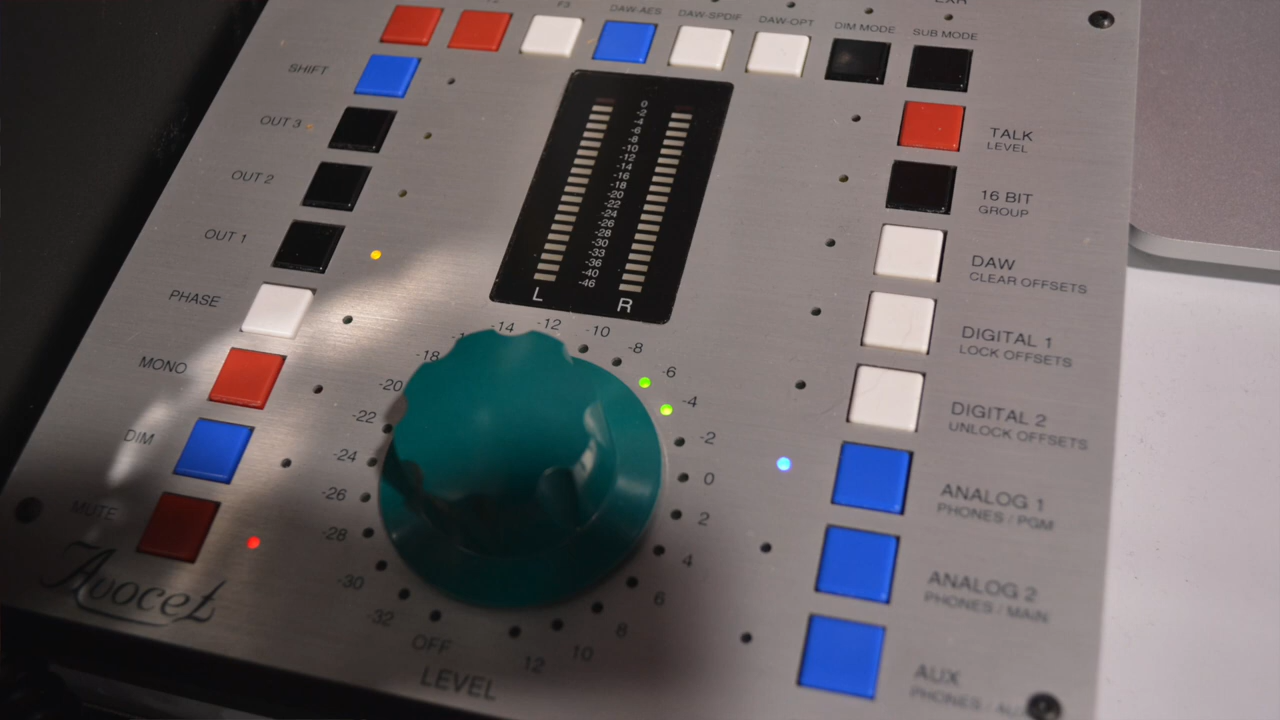 F3
DAW-AES
DAW-SPDIF
DAW-OPT
DIM MODE
SUB MODE
SHIFT
OUT 3
OUT 2
OUT 1
PHASE
MONO
DIM
MUTE
Avocet
0
-2
-4
-6
-8
-10
-12
-14
-16
-18
-20
-22
-24
-26
-28
-30
-33
-36
-40
-46
L
R
TALK
LEVEL
16 BIT
GROUP
DAW
CLEAR OFFSETS
DIGITAL 1
LOCK OFFSETS
DIGITAL 2
UNLOCK OFFSETS
ANALOG 1
PHONES / PGM
ANALOG 2
PHONES / MAIN
AUX
PHONES /
OFF
-32
-30
-28
-26
-24
-22
-20
-18
-14
-12
-10
-8
-6
-4
-2
0
2
4
6
8
10
12
LEVEL